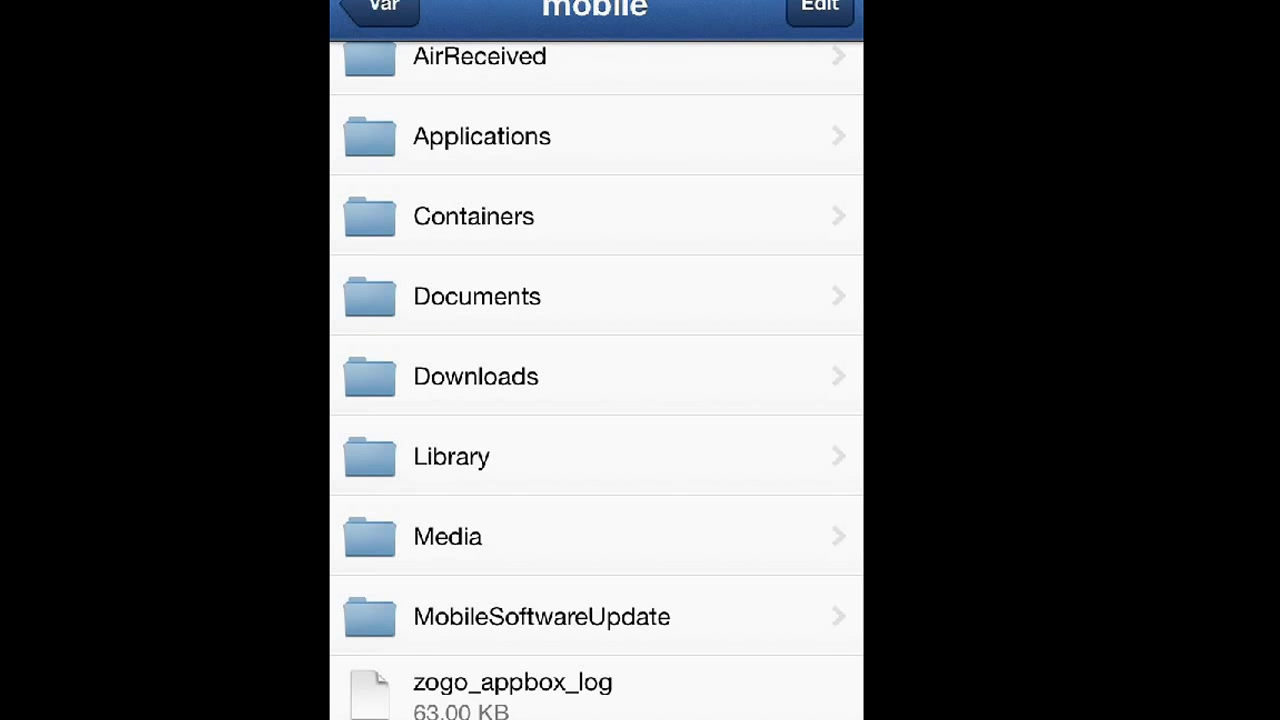 Var
mobile
Edit
AirReceived
Applications
Containers
Documents
Downloads
Library
Media
MobileSoftwareUpdate
zogo_appbox_log
63.00 KB